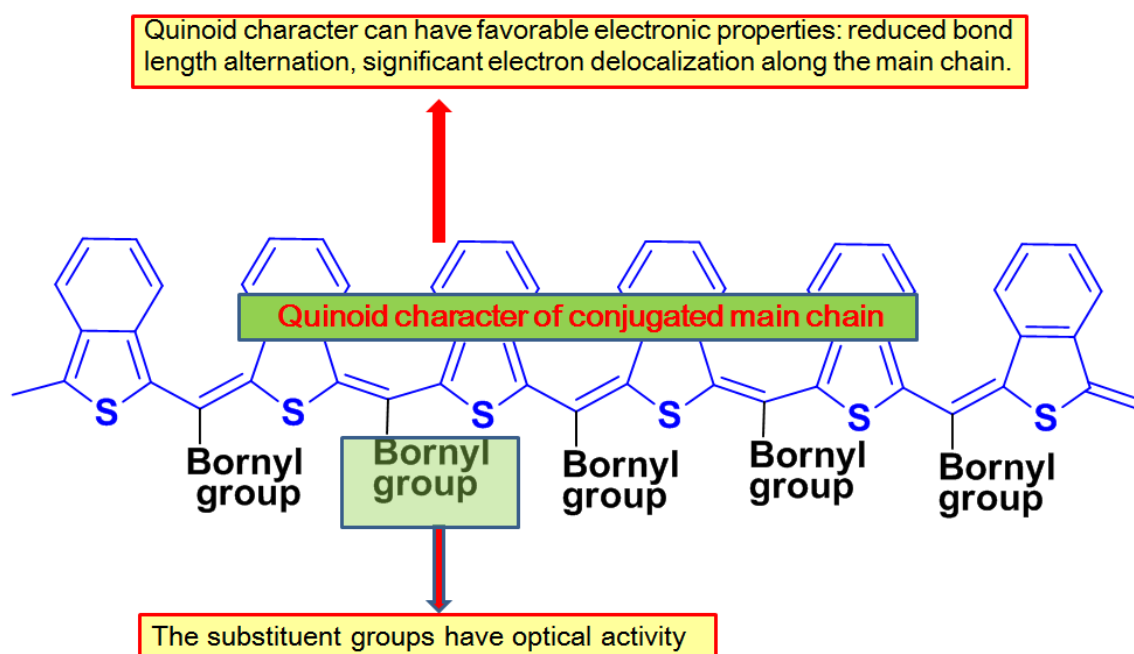 Quinoid character can have favorable electronic properties: reduced bond
length alternation, significant electron delocalization along the main chain.
Quinoid character of conjugated main chain
S S S S S S
Bornyl
group
Bornyl
group
Bornyl
group
Bornyl
group
Bornyl
group
The substituent groups have optical activity